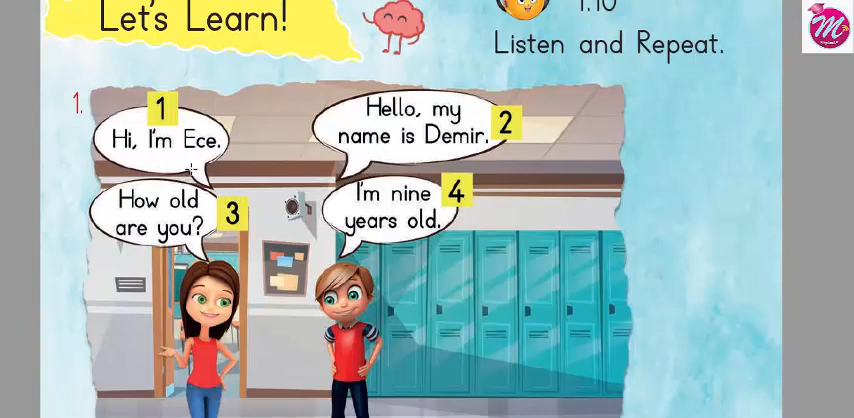 Let's Learn!
1.10
Listen and Repeat.
1.
1
Hi, I'm Ece.
Hello, my
name is Demir.
2
How old
are you?
3
I'm nine
years old.
4